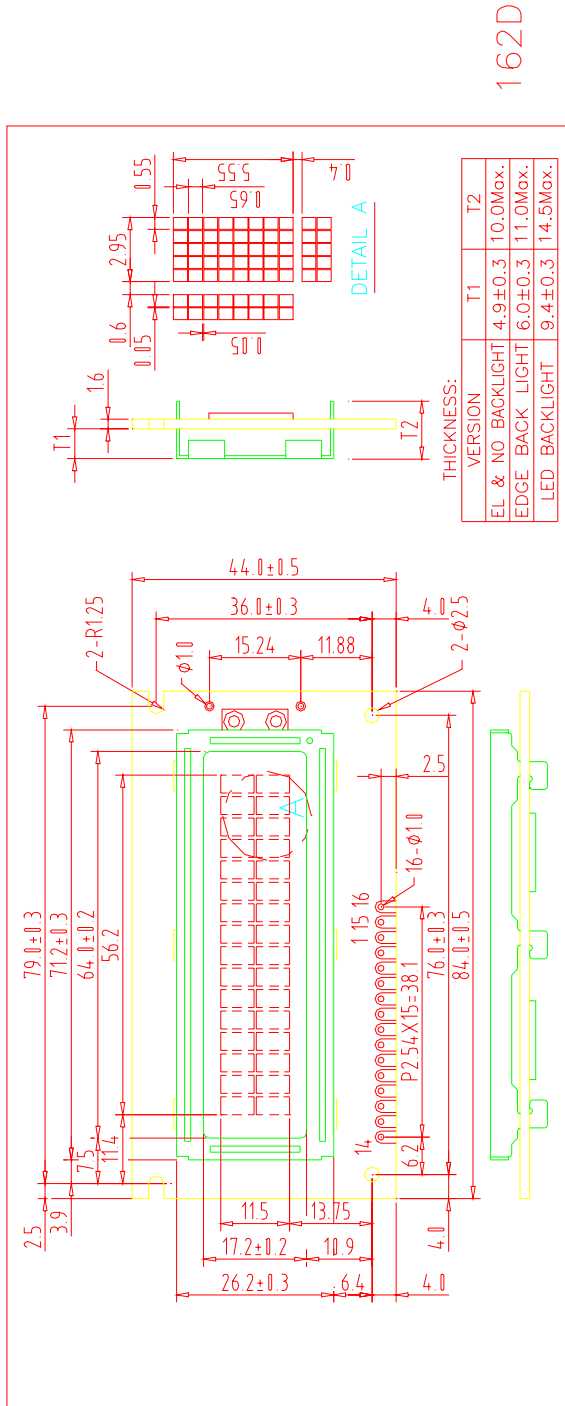 162D
0.55
5.55
0.65
0.4
2.95
0.6
0.05
0.05
DETAIL A
1.6
T1
T2
THICKNESS:
VERSION T1 T2
EL & NO BACKLIGHT 4.9±0.3 10.0Max.
EDGE BACK LIGHT 6.0±0.3 11.0Max.
LED BACKLIGHT 9.4±0.3 14.5Max.
44.0±0.5
36.0±0.3
4.0
2-R1.25
15.24
11.88
ϕ1.0
2-ϕ2.5
79.0±0.3
71.2±0.3
64.0±0.2
56.2
A
2.5
16-ϕ1.0
1 15 16
P2.54X15=38.1
76.0±0.3
84.0±0.5
14
6.2
7.5
11.4
2.5
3.9
4.0
11.5
13.75
17.2±0.2
10.9
26.2±0.3
6.4
4.0